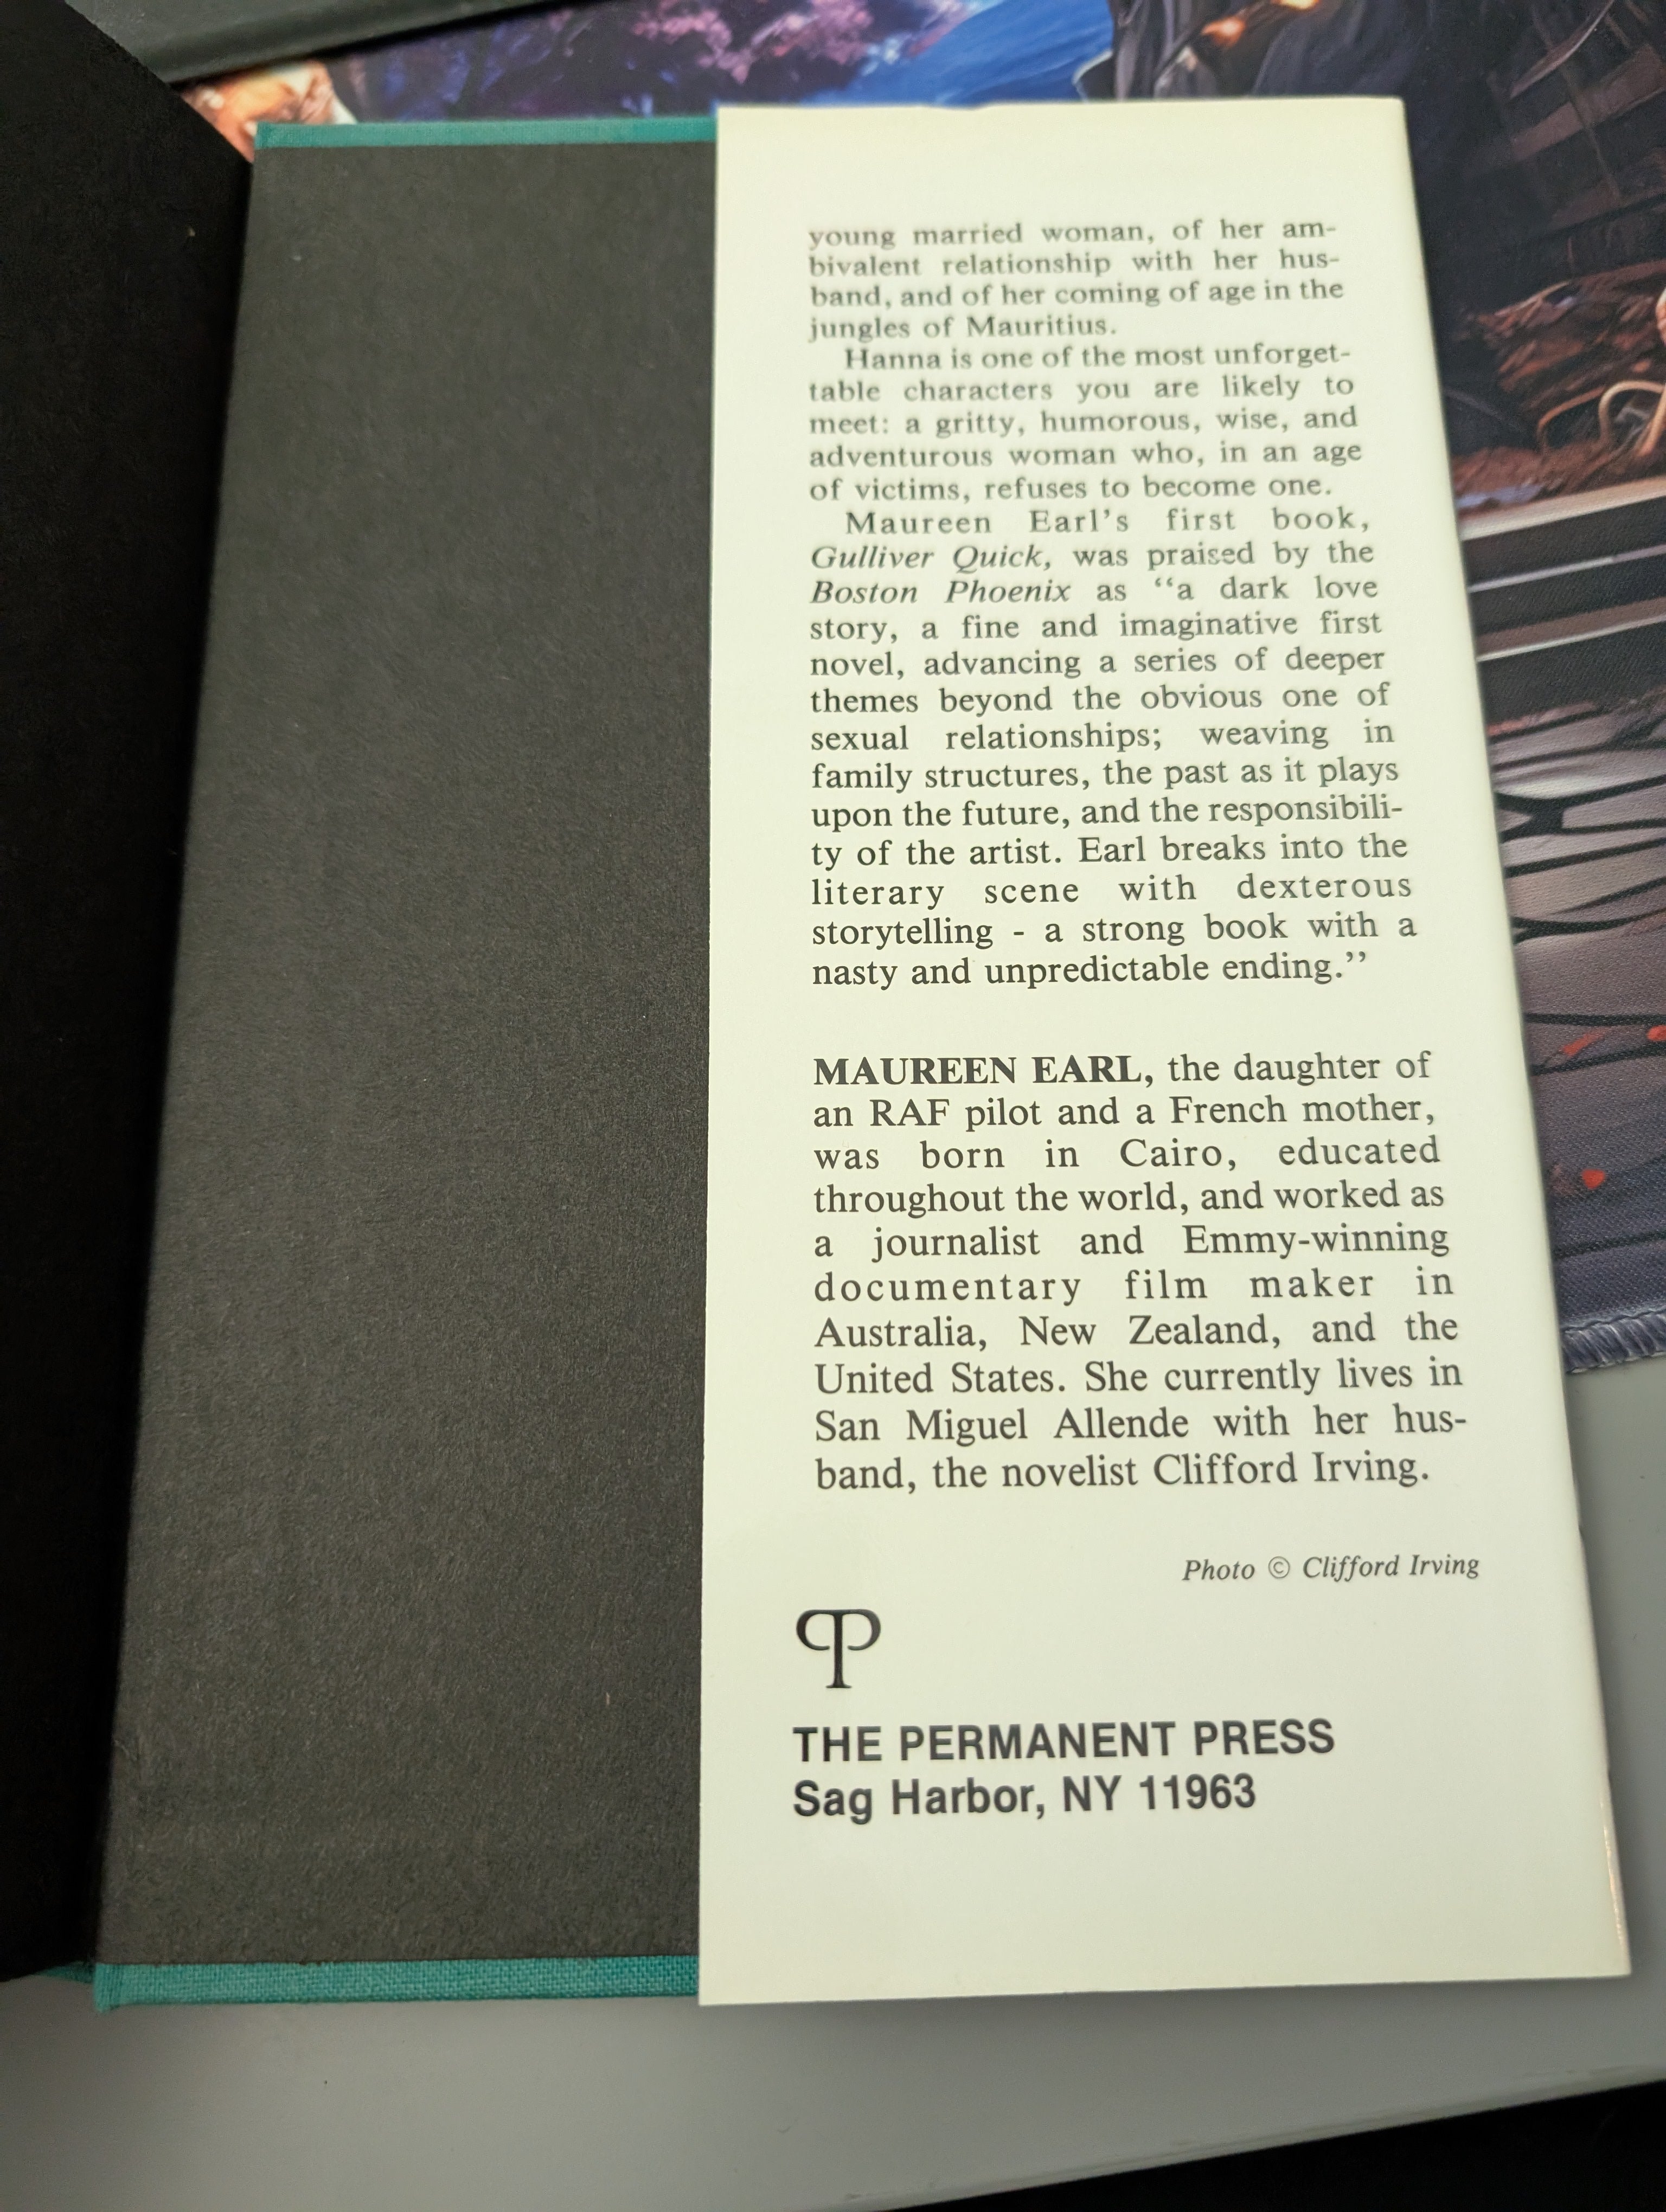 young married woman, of her am-
bivalent relationship with her hus-
band, and of her coming of age in the
jungles of Mauritius.
Hanna is one of the most unforget-
table characters you are likely to
meet: a gritty, humorous, wise, and
adventurous woman who, in an age
of victims, refuses to become one.
Maureen Earl's first book,
Gulliver Quick, was praised by the
Boston Phoenix as “a dark love
story, a fine and imaginative first
novel, advancing a series of deeper
themes beyond the obvious one of
sexual relationships; weaving in
family structures, the past as it plays
upon the future, and the responsibili-
ty of the artist. Earl breaks into the
literary scene with dexterous
storytelling - a strong book with a
nasty and unpredictable ending.”
MAUREEN EARL, the daughter of
an RAF pilot and a French mother,
was born in Cairo, educated
throughout the world, and worked as
a journalist and Emmy-winning
documentary film maker in
Australia, New Zealand, and the
United States. She currently lives in
San Miguel Allende with her hus-
band, the novelist Clifford Irving.
Photo © Clifford Irving
PP
THE PERMANENT PRESS
Sag Harbor, NY 11963